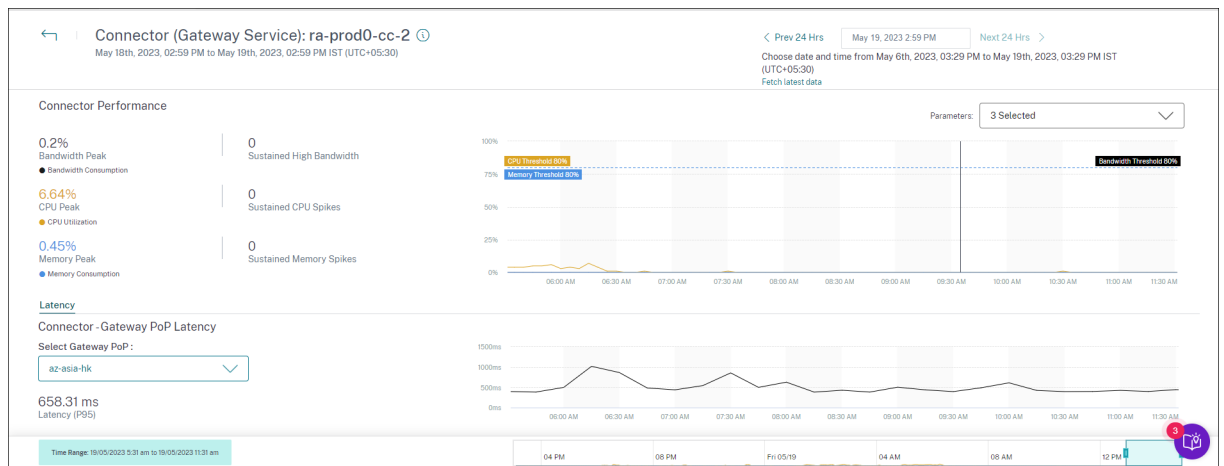 Connector (Gateway Service): ra-prod0-cc-2
May 18th, 2023, 02:59 PM to May 19th, 2023, 02:59 PM IST (UTC+05:30)
Prev 24 Hrs
May 19, 2023 2:59 PM
Next 24 Hrs
Choose date and time from May 6th, 2023, 03:29 PM to May 19th, 2023, 03:29 PM IST
(UTC+05:30)
Fetch latest data
Connector Performance
Parameters:
3 Selected
0.2%
Bandwidth Peak
Bandwidth Consumption
0
Sustained High Bandwidth
6.64%
CPU Peak
CPU Utilization
0
Sustained CPU Spikes
0.45%
Memory Peak
Memory Consumption
0
Sustained Memory Spikes
100%
CPU Threshold 80%
Bandwidth Threshold 80%
75%
Memory Threshold 80%
50%
25%
0%
06:00 AM 06:30 AM 07:00 AM 07:30 AM 08:00 AM 08:30 AM 09:00 AM 09:30 AM 10:00 AM 10:30 AM 11:00 AM 11:30 AM
Latency
Connector - Gateway PoP Latency
Select Gateway PoP :
az-asia-hk
658.31 ms
Latency (P95)
1500ms
1000ms
500ms
0ms
06:00 AM 06:30 AM 07:00 AM 07:30 AM 08:00 AM 08:30 AM 09:00 AM 09:30 AM 10:00 AM 10:30 AM 11:00 AM 11:30 AM
3
Time Range: 19/05/2023 5:31 am to 19/05/2023 11:31 am
04 PM 08 PM Fri 05/19 04 AM 08 AM 12 PM